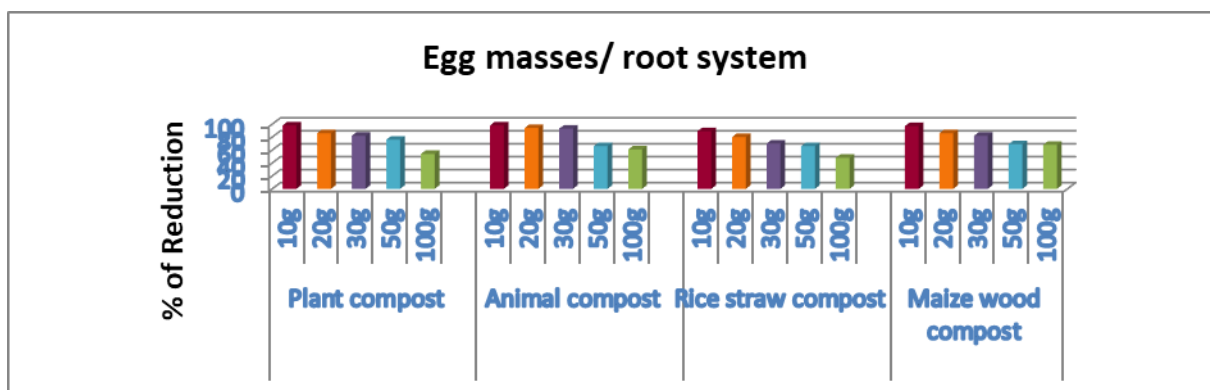 Egg masses/ root system
% of Reduction
100
20
0
10g 20g 30g 50g 100g 10g 20g 30g 50g 100g 10g 20g 30g 50g 100g 10g 20g 30g 50g 100g
Plant compost Animal compost Rice straw compost Maize wood
compost